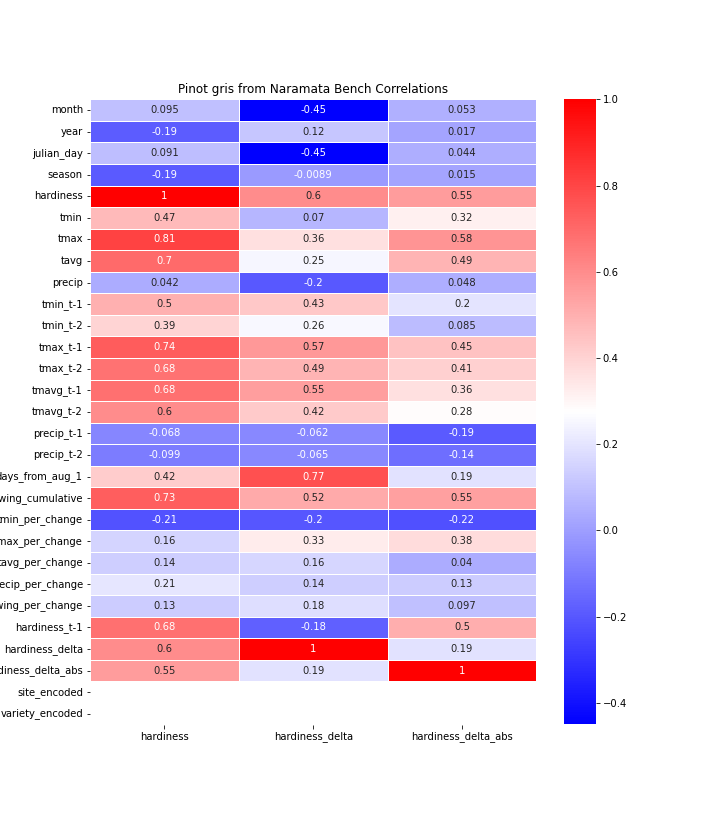 Pinot gris from Naramata Bench Correlations
month 0.095 -0.45 0.053
year -0.19 0.12 0.017
julian_day 0.091 -0.45 0.044
season -0.19 -0.0089 0.015
hardiness 1 0.6 0.55
tmin 0.47 0.07 0.32
tmax 0.81 0.36 0.58
tavg 0.7 0.25 0.49
precip 0.042 -0.2 0.048
tmin_t-1 0.5 0.43 0.2
tmin_t-2 0.39 0.26 0.085
tmax_t-1 0.74 0.57 0.45
tmax_t-2 0.68 0.49 0.41
tmavg_t-1 0.68 0.55 0.36
tmavg_t-2 0.6 0.42 0.28
precip_t-1 -0.068 -0.062 -0.19
precip_t-2 -0.099 -0.065 -0.14
days_from_aug_1 0.42 0.77 0.19
wing_cumulative 0.73 0.52 0.55
tmin_per_change -0.21 -0.2 -0.22
max_per_change 0.16 0.33 0.38
tavg_per_change 0.14 0.16 0.04
ecip_per_change 0.21 0.14 0.13
wing_per_change 0.13 0.18 0.097
hardiness_t-1 0.68 -0.18 0.5
hardiness_delta 0.6 1 0.19
diness_delta_abs 0.55 0.19 1
site_encoded
variety_encoded
hardiness hardiness_delta hardiness_delta_abs
1.0
0.8
0.6
0.4
0.2
0.0
−0.2
−0.4